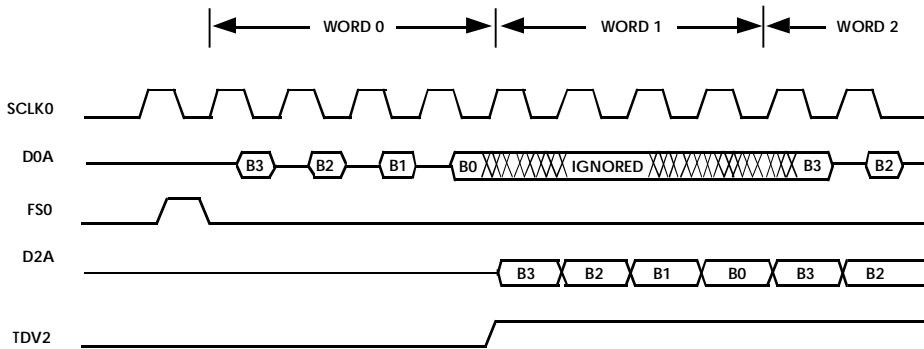 WORD 0 WORD 1 WORD 2
SCLK0
D0A B3 B2 B1 B0 IGNORED B3 B2
FS0
D2A
B3 B2 B1 B0 B3 B2
TDV2